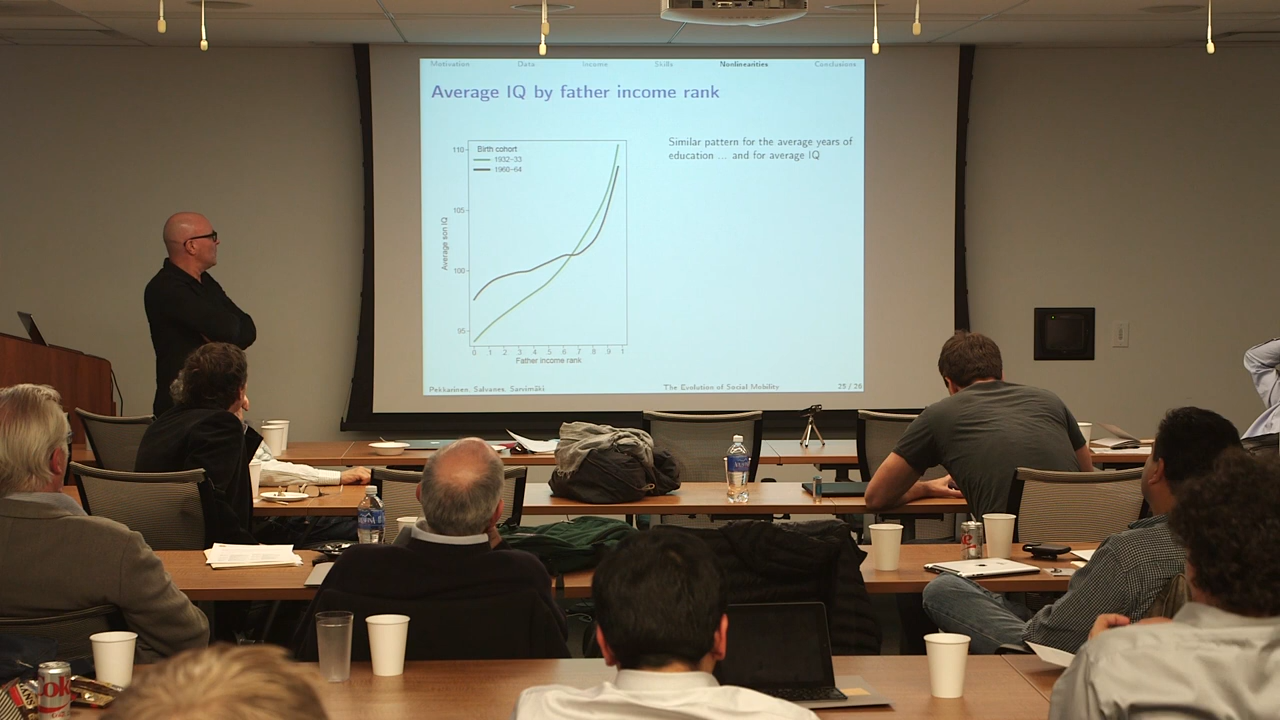 Motivation Data Income Skills Nonlinearities Conclusions
Average IQ by father income rank
Similar pattern for the average years of
education ... and for average IQ
Birth cohort
1932-33
1960-64
110
105
100
95
Average son IQ
0 .1 .2 .3 .4 .5 .6 .7 .8 .9 1
Father income rank
Pekkarinen, Salvanes, Sarvimäki The Evolution of Social Mobility 25 / 26